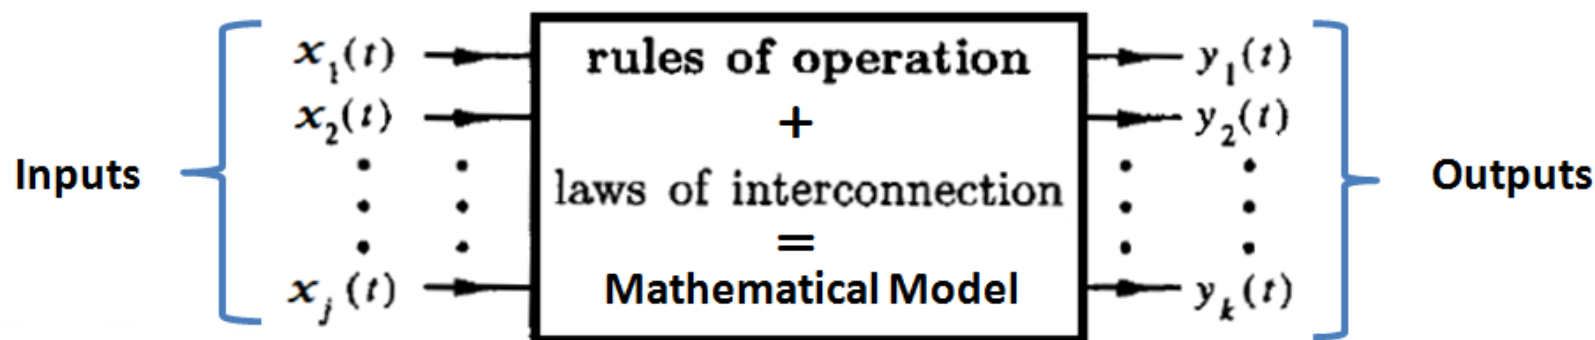 x₁(t) rules of operation y₁(t)
x₂(t) + y₂(t)
Inputs Outputs
laws of interconnection
=
xⱼ(t) Mathematical Model yₖ(t)